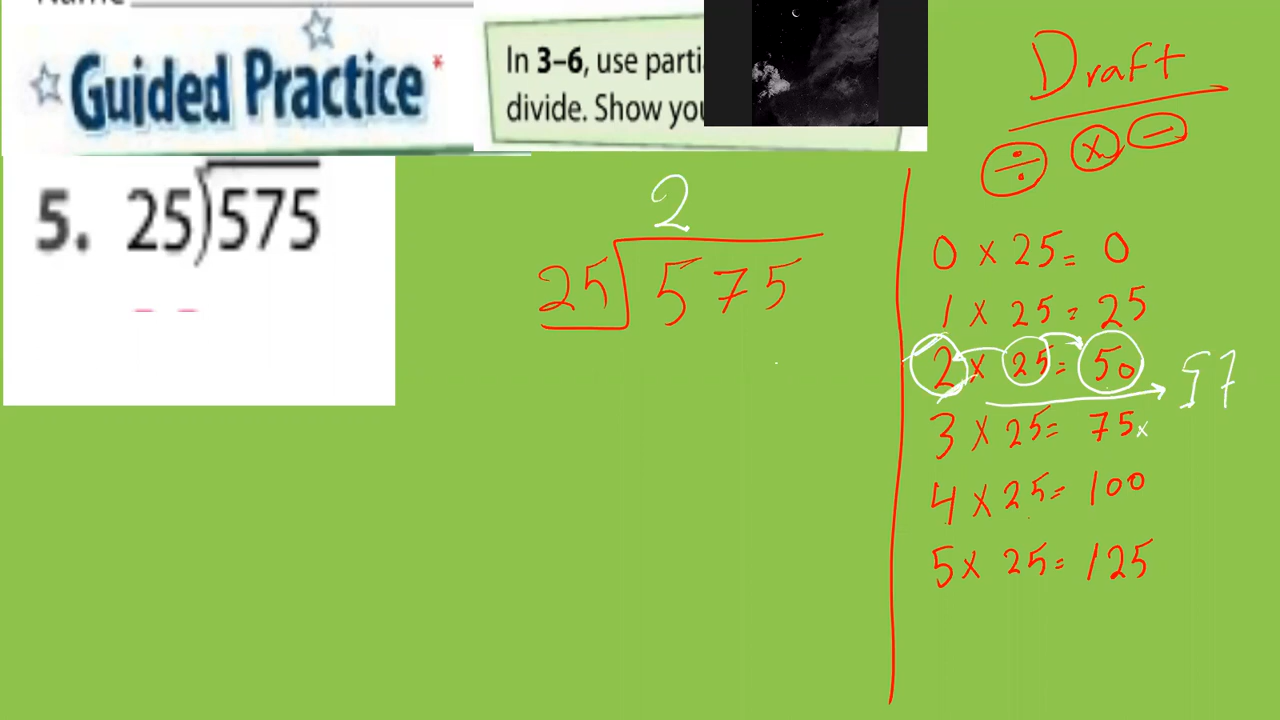 Name
Guided Practice *
In 3–6, use parti
divide. Show you
5. 25)575
2
25 575
Draft
÷ × −
0 × 25 = 0
1 × 25 = 25
2 × 25 = 50
57
3 × 25 = 75 ×
4 × 25 = 100
5 × 25 = 125